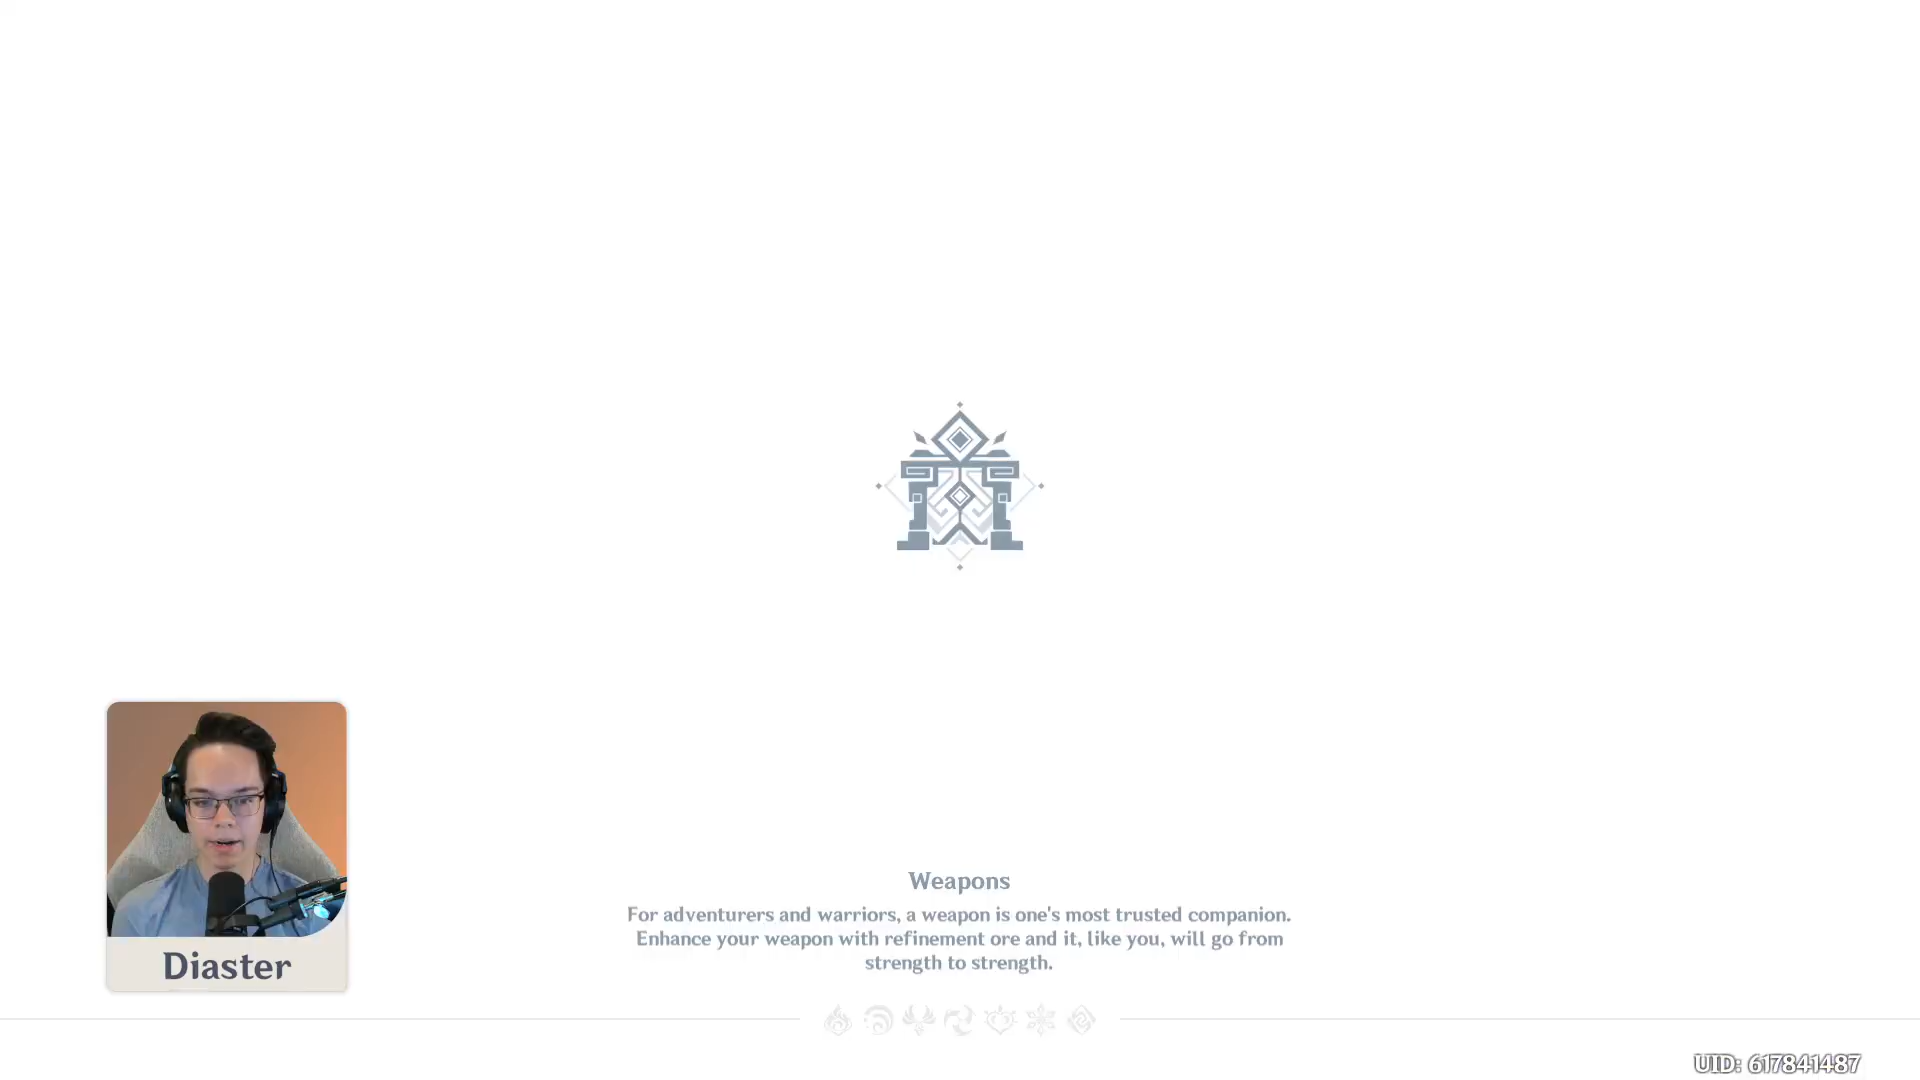 Weapons
For adventurers and warriors, a weapon is one's most trusted companion.
Enhance your weapon with refinement ore and it, like you, will go from
strength to strength.
Diaster
UID: 617841487